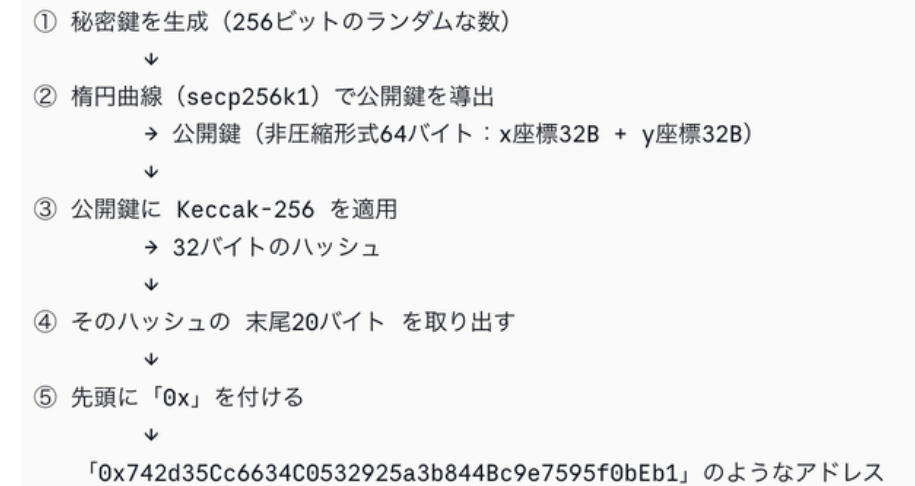 ① 秘密鍵を生成（256ビットのランダムな数）
↓
② 楕円曲線（secp256k1）で公開鍵を導出
→ 公開鍵（非圧縮形式64バイト：x座標32B + y座標32B）
↓
③ 公開鍵に Keccak-256 を適用
→ 32バイトのハッシュ
↓
④ そのハッシュの 末尾20バイト を取り出す
↓
⑤ 先頭に「0x」を付ける
↓
「0x742d35Cc6634C0532925a3b844Bc9e7595f0bEb1」のようなアドレス